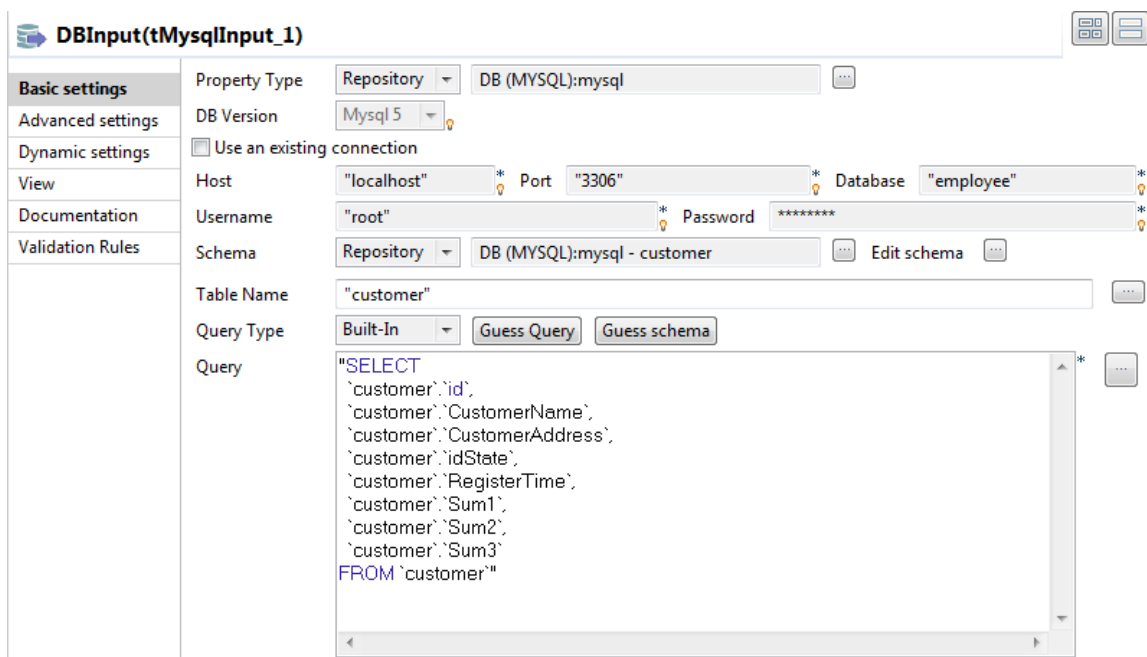 DBInput(tMysqlInput_1)
Basic settings
Advanced settings
Dynamic settings
View
Documentation
Validation Rules
Property Type Repository DB (MYSQL):mysql ...
DB Version Mysql 5
Use an existing connection
Host "localhost" * Port "3306" * Database "employee" *
Username "root" * Password ******** *
Schema Repository DB (MYSQL):mysql - customer ... Edit schema ...
Table Name "customer" ...
Query Type Built-In Guess Query Guess schema
Query "SELECT * ...
`customer`.`id`,
`customer`.`CustomerName`,
`customer`.`CustomerAddress`,
`customer`.`idState`,
`customer`.`RegisterTime`,
`customer`.`Sum1`,
`customer`.`Sum2`,
`customer`.`Sum3`
FROM `customer`"